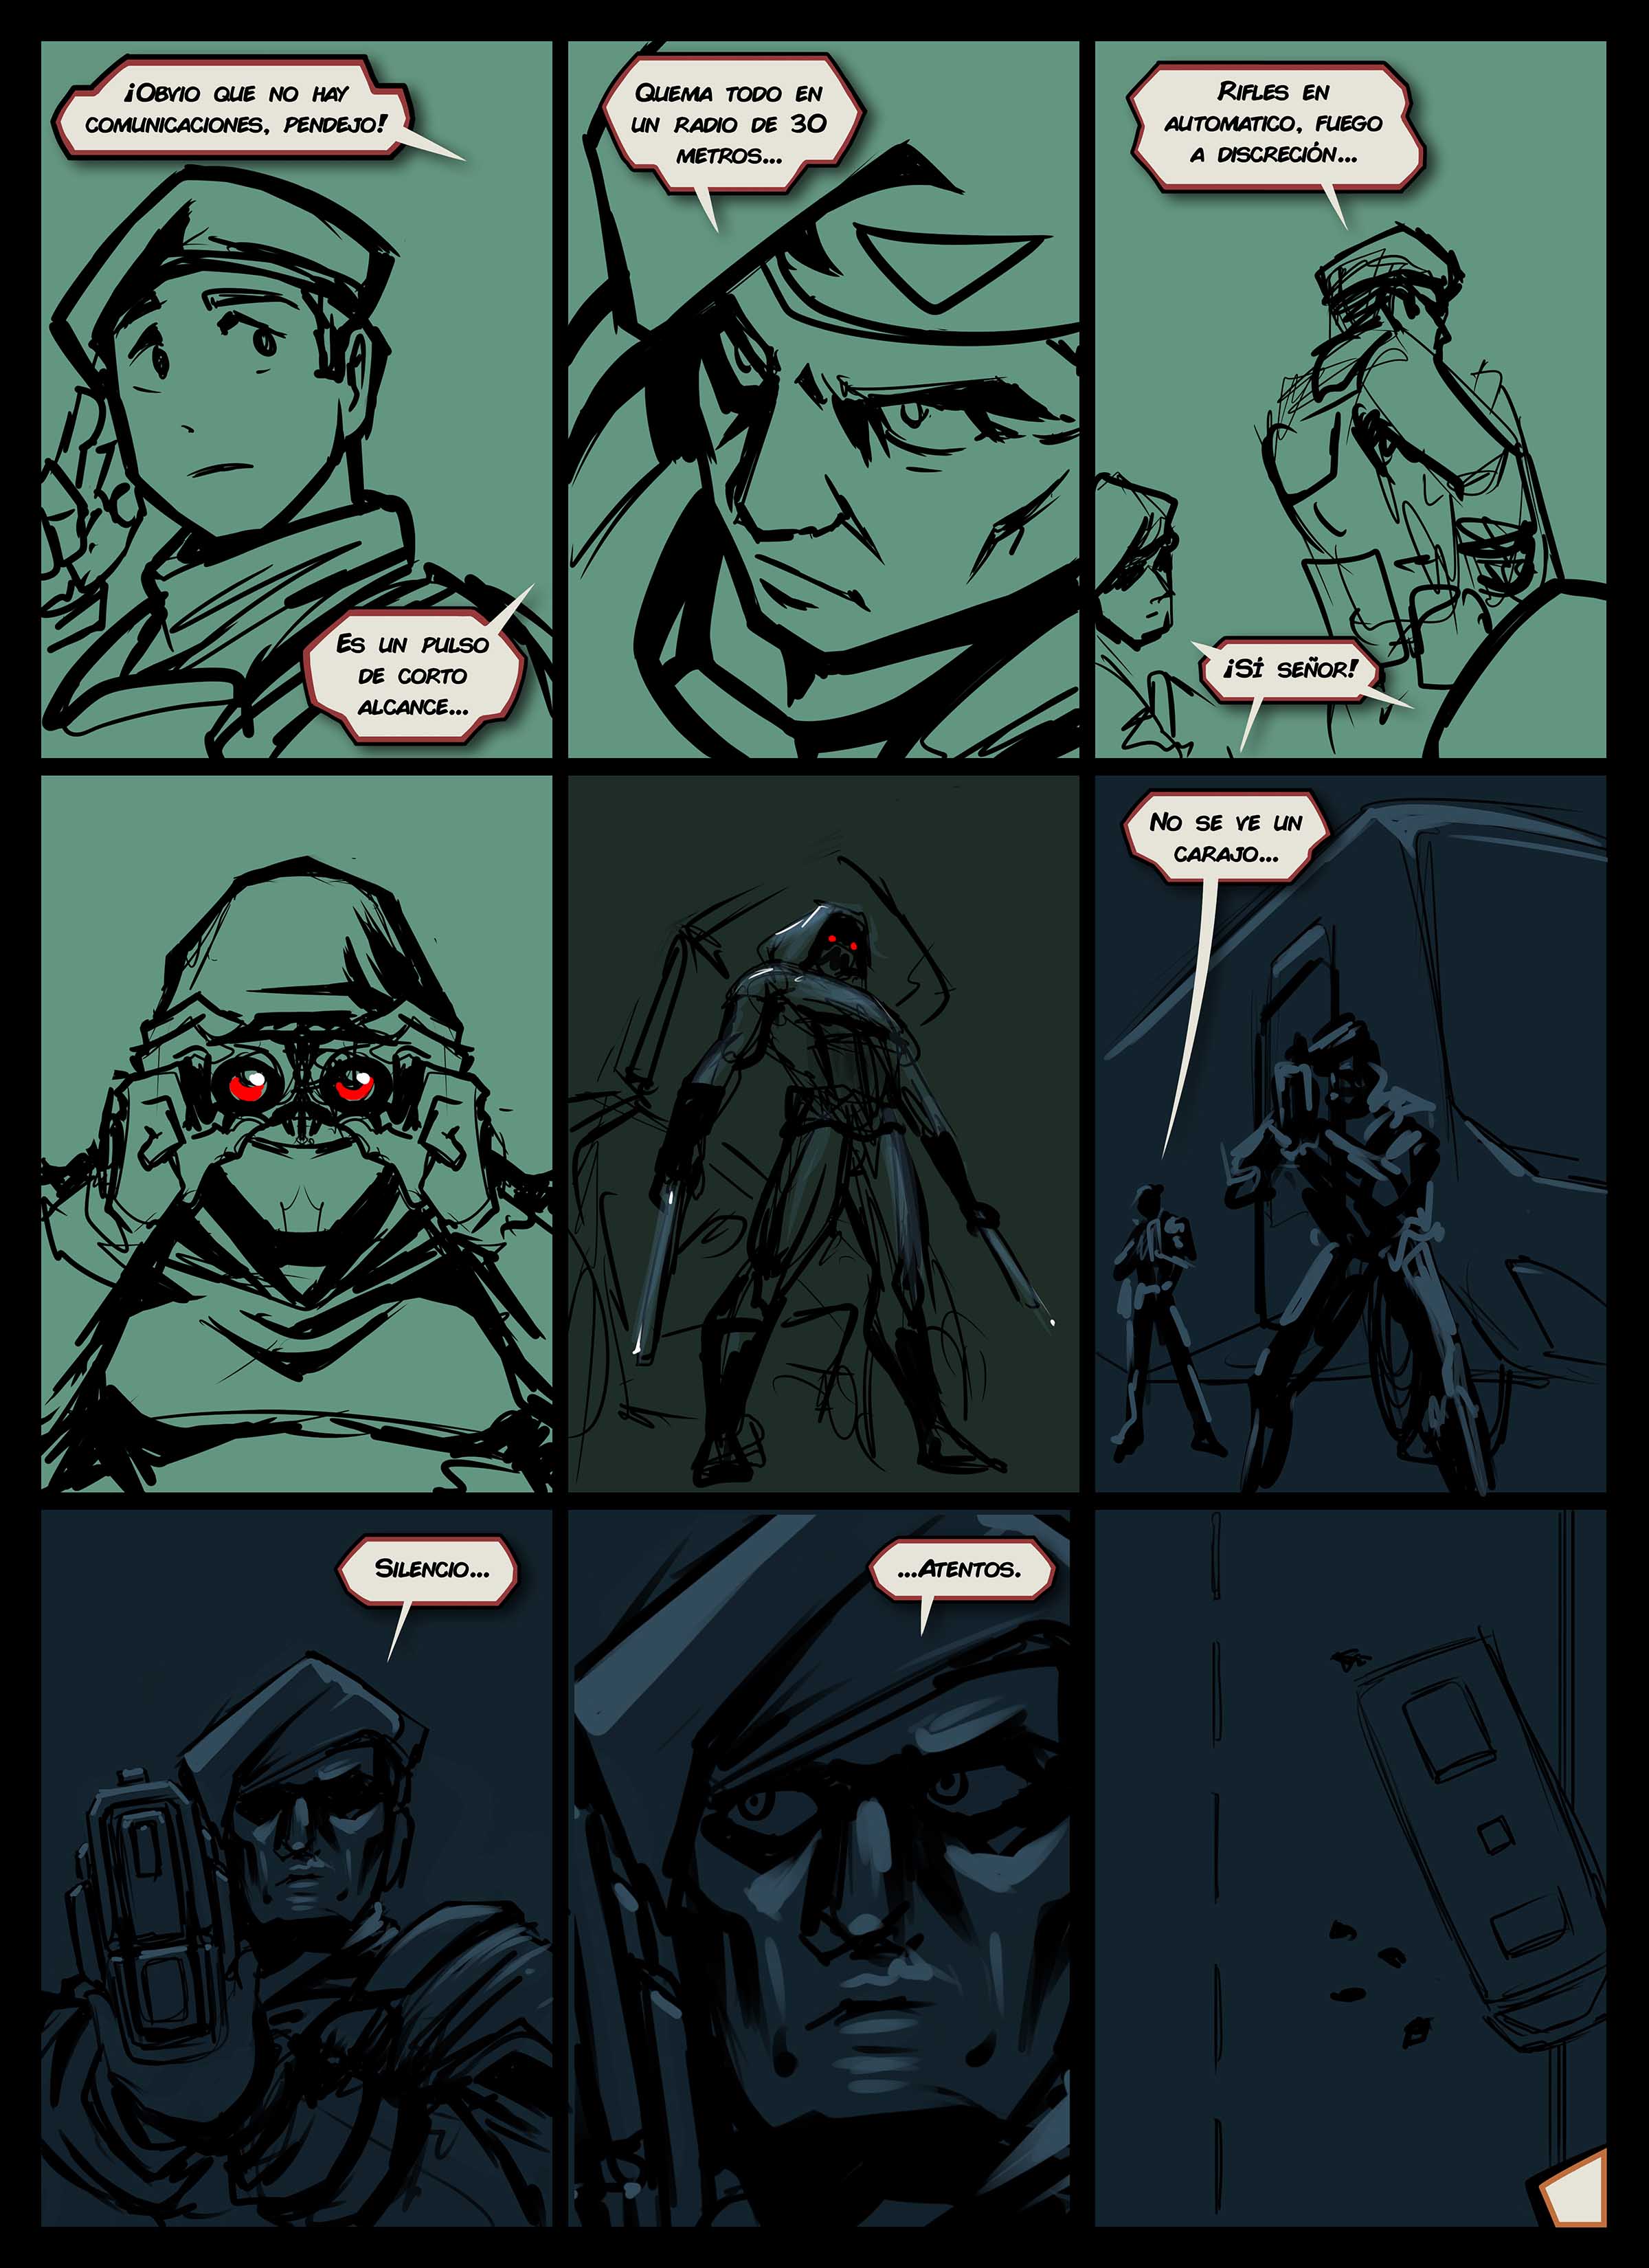 ¡Obvio que no hay
comunicaciones, pendejo!
Es un pulso
de corto
alcance...
Quema todo en
un radio de 30
metros...
Rifles en
automatico, fuego
a discreción...
¡Sí señor!
No se ve un
carajo...
Silencio...
...Atentos.